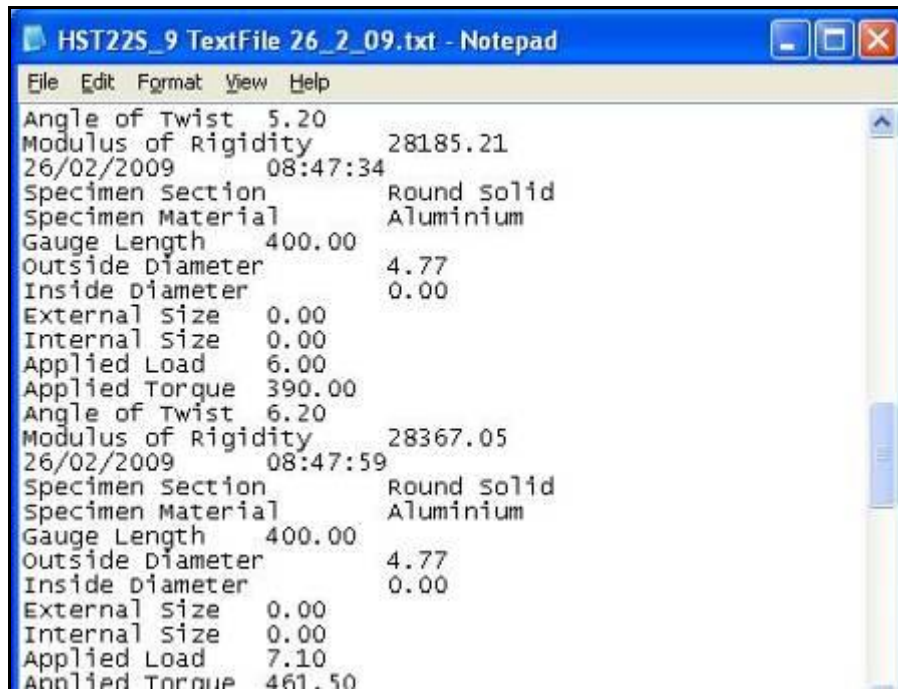 HST22S_9 TextFile 26_2_09.txt - Notepad
File Edit Format View Help
Angle of Twist 5.20
Modulus of Rigidity 28185.21
26/02/2009 08:47:34
Specimen Section Round Solid
Specimen Material Aluminium
Gauge Length 400.00
Outside Diameter 4.77
Inside Diameter 0.00
External Size 0.00
Internal Size 0.00
Applied Load 6.00
Applied Torque 390.00
Angle of Twist 6.20
Modulus of Rigidity 28367.05
26/02/2009 08:47:59
Specimen Section Round Solid
Specimen Material Aluminium
Gauge Length 400.00
Outside Diameter 4.77
Inside Diameter 0.00
External Size 0.00
Internal Size 0.00
Applied Load 7.10
Applied Torque 461.50